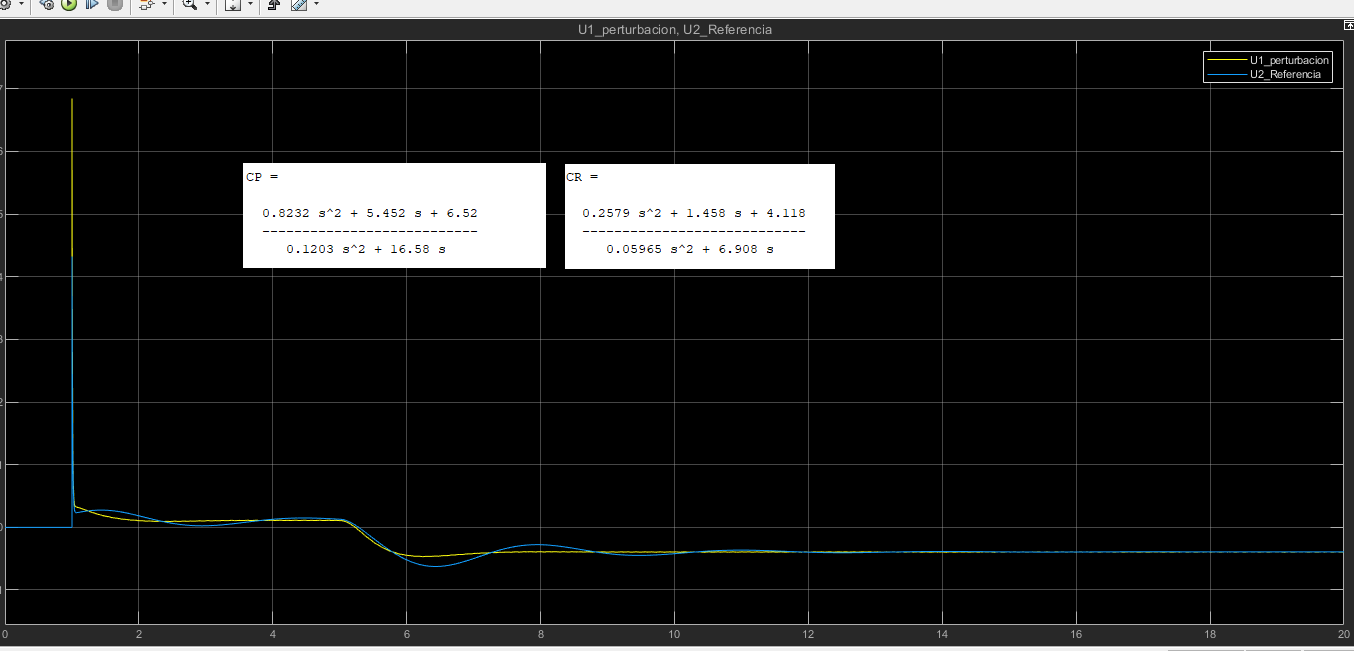 U1_perturbacion, U2_Referencia
U1_perturbacion
U2_Referencia
CP =
0.8232 s^2 + 5.452 s + 6.52
---------------------------
0.1203 s^2 + 16.58 s
CR =
0.2579 s^2 + 1.458 s + 4.118
----------------------------
0.05965 s^2 + 6.908 s
0 2 4 6 8 10 12 14 16 18 20